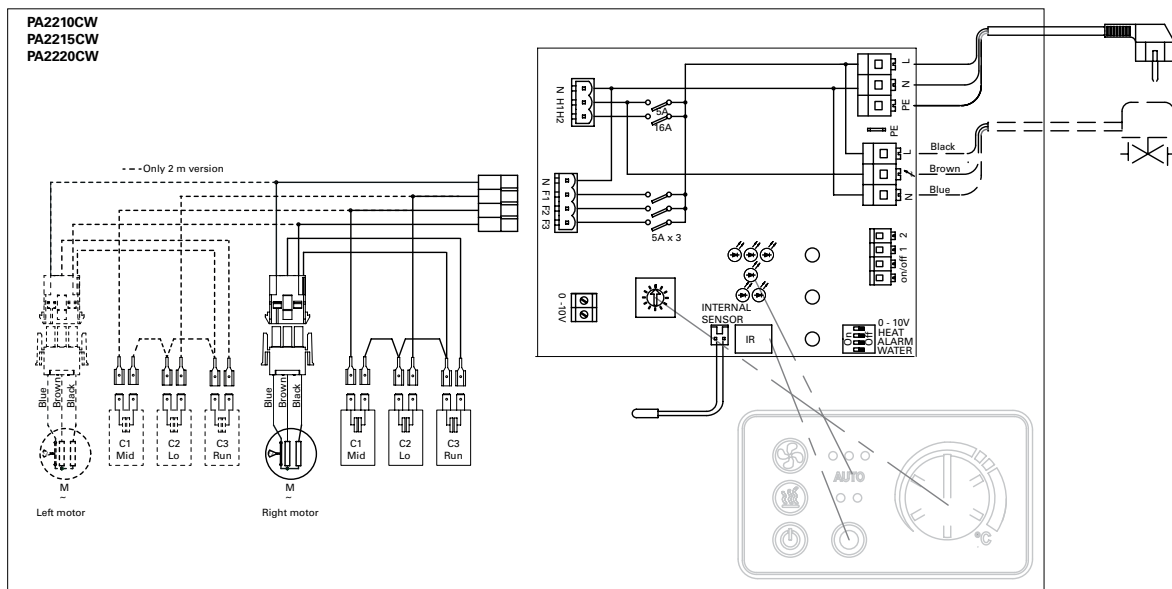 PA2210CW
PA2215CW
PA2220CW
Only 2 m version
N H1 H2
5A
16A
N F1 F2 F3
5A x 3
L
N
PE
PE
L
N
Black
Brown
Blue
on/off 1 2
0 - 10V
INTERNAL
SENSOR
IR
On
Off
0 - 10V
HEAT
ALARM
WATER
Blue
Brown
Black
C1
Mid
C2
Lo
C3
Run
M
~
Left motor
Blue
Brown
Black
C1
Mid
C2
Lo
C3
Run
M
~
Right motor
AUTO
°C